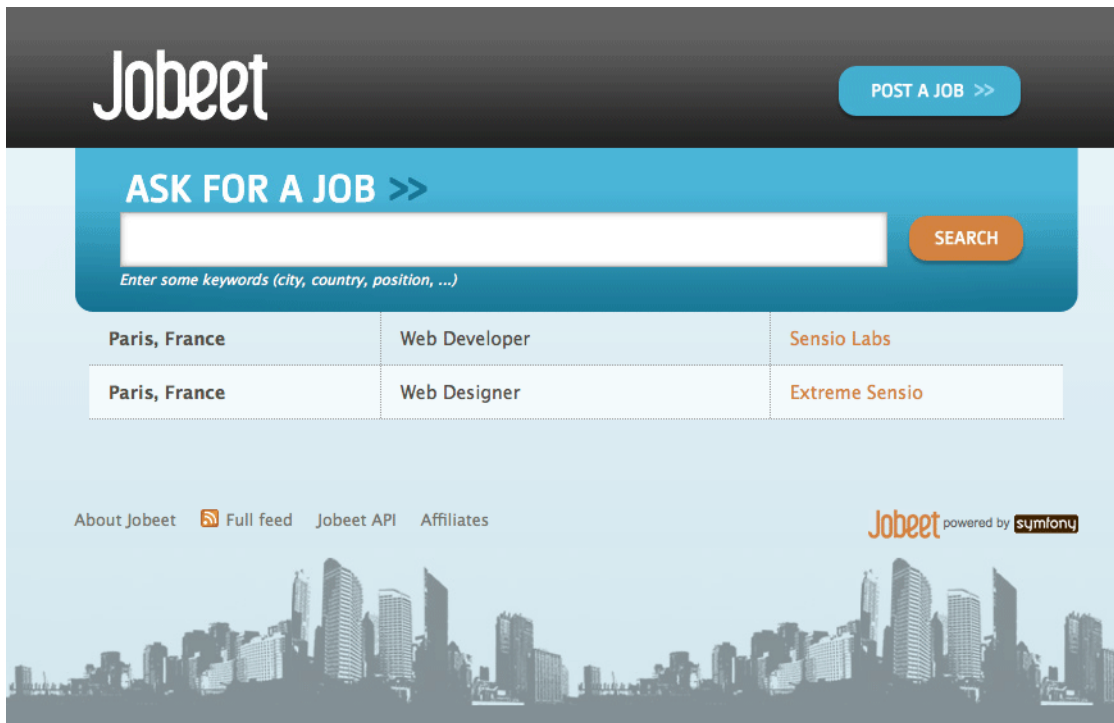 Jobeet
POST A JOB >>
ASK FOR A JOB >>
SEARCH
Enter some keywords (city, country, position, ...)
Paris, France Web Developer Sensio Labs
Paris, France Web Designer Extreme Sensio
About Jobeet Full feed Jobeet API Affiliates Jobeet powered by symfony